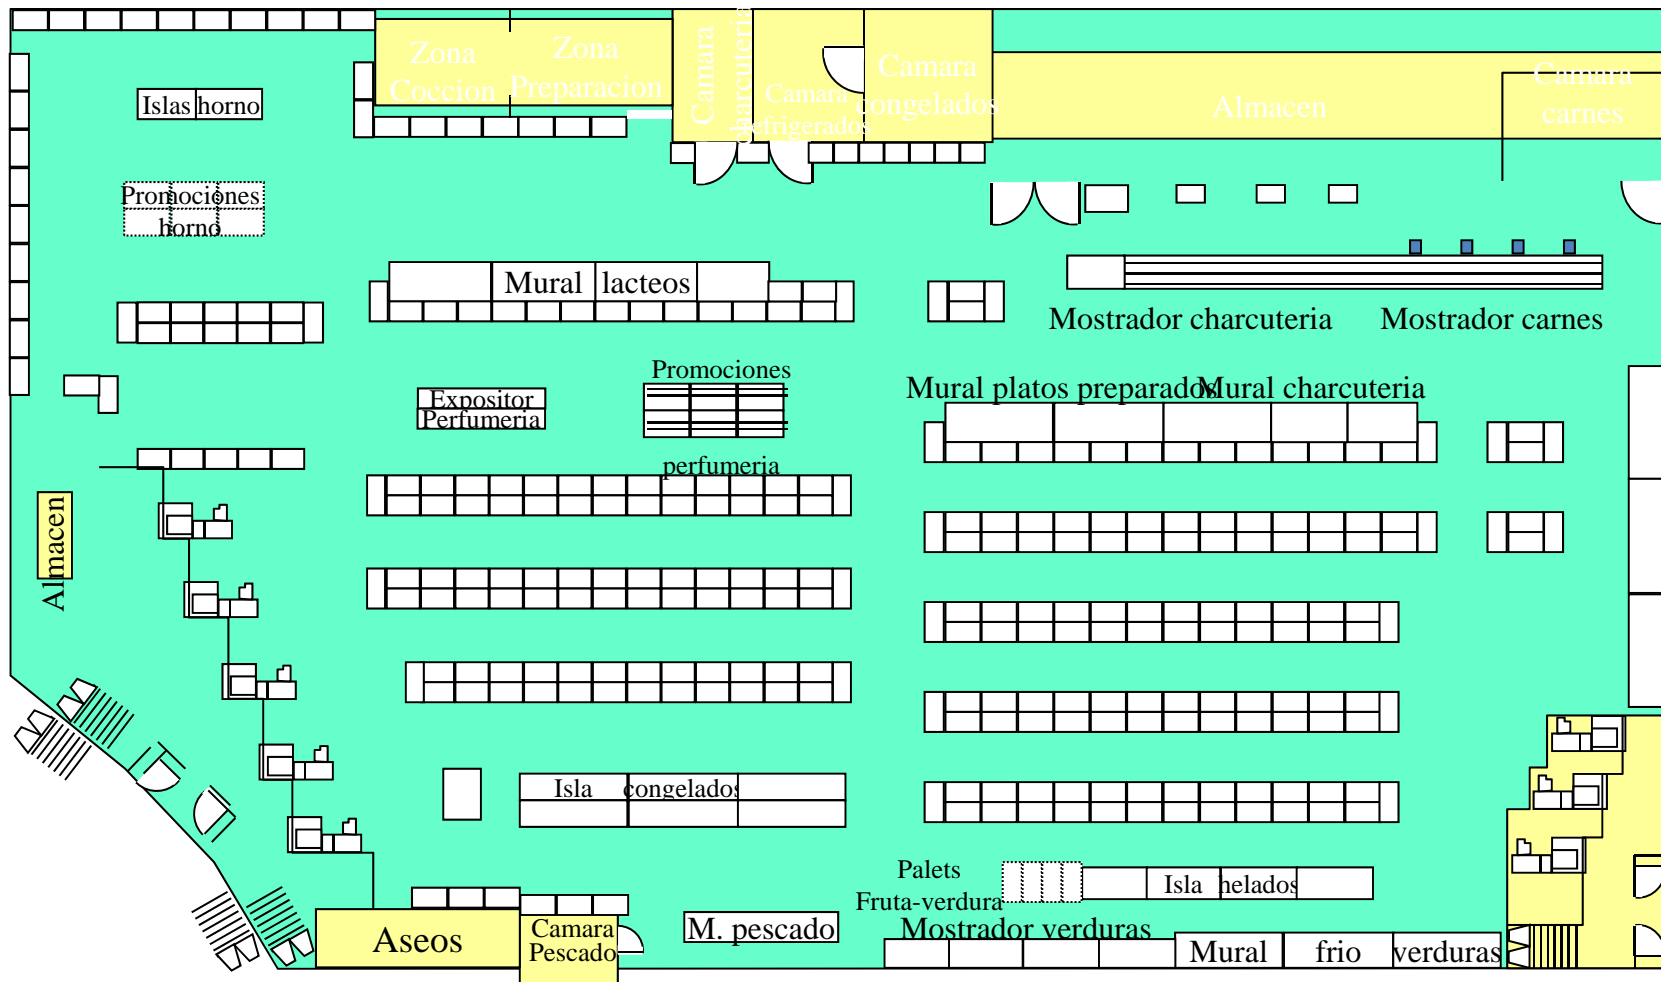 Zona
Coccion
Zona
Preparacion
Camara
charcuteria
Camara
refrigerados
Camara
congelados
Almacen
Camara
carnes
Islas horno
Promociones
horno
Mural lacteos
Mostrador charcuteria
Mostrador carnes
Promociones
perfumeria
Expositor
Perfumeria
Mural platos preparados
Mural charcuteria
Almacen
Isla congelados
Palets
Fruta-verdura
Isla helados
Mostrador verduras
M. pescado
Aseos
Camara
Pescado
Mural frio verduras